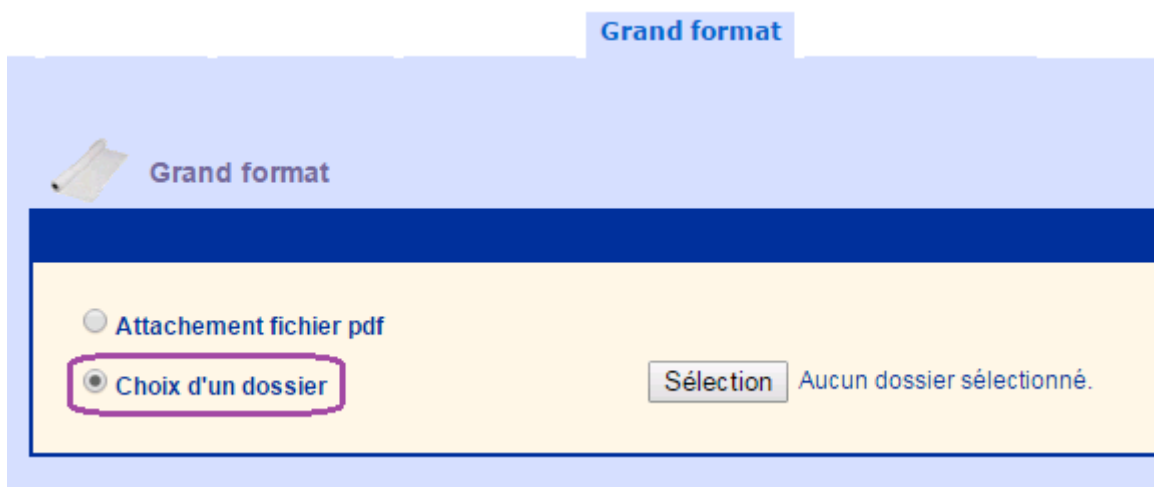 Grand format
Grand format
Attachement fichier pdf
Choix d'un dossier
Sélection Aucun dossier sélectionné.